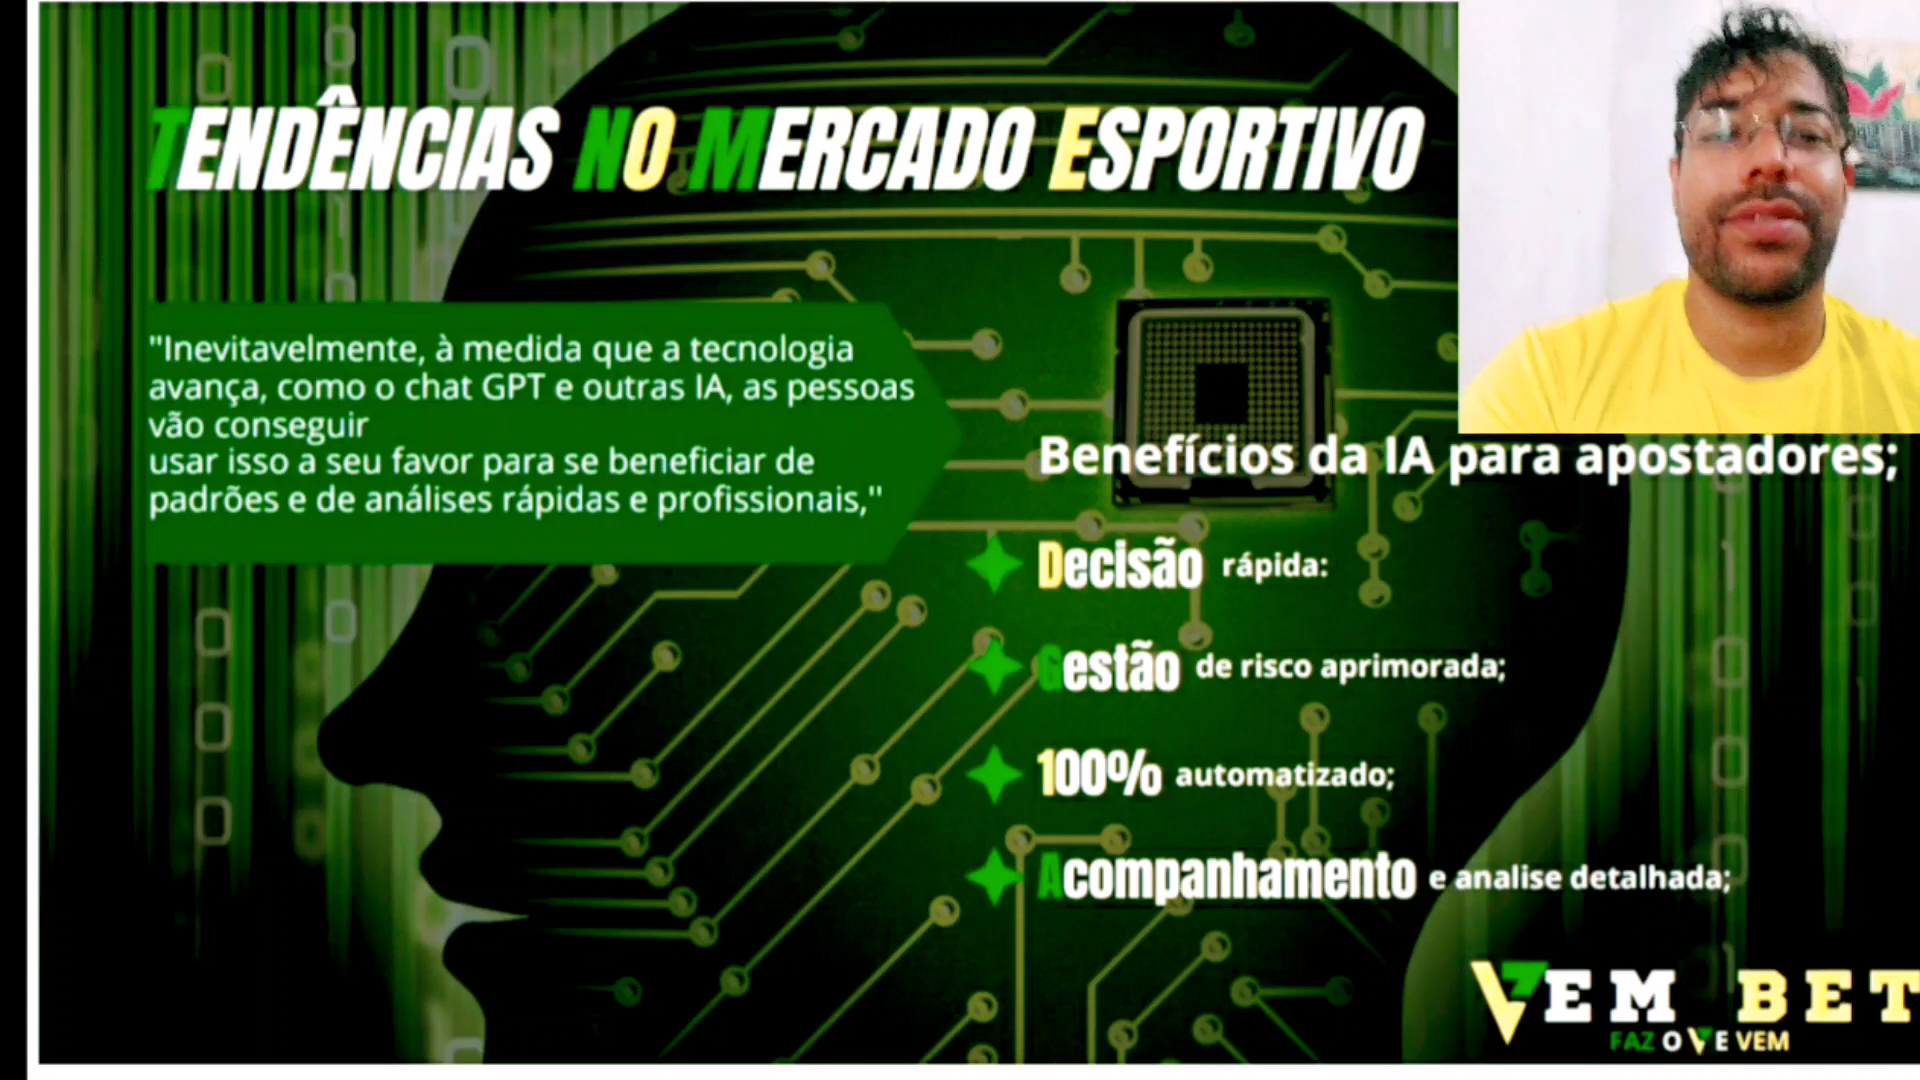 TENDÊNCIAS NO MERCADO ESPORTIVO
"Inevitavelmente, à medida que a tecnologia
avança, como o chat GPT e outras IA, as pessoas
vão conseguir
usar isso a seu favor para se beneficiar de
padrões e de análises rápidas e profissionais,"
Benefícios da IA para apostadores;
Decisão rápida:
Gestão de risco aprimorada;
100% automatizado;
Acompanhamento e analise detalhada;
VEM BET
FAZ O V E VEM